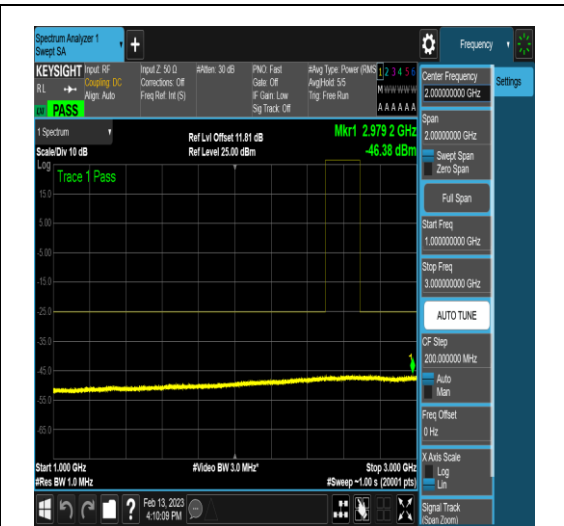 Spectrum Analyzer 1
Swept SA
Frequency
KEYSIGHT
RL
PASS
Input: RF
Coupling: DC
Align: Auto
Input Z: 50 Ω
Corrections: Off
Freq Ref: Int (S)
#Atten: 30 dB
PNO: Fast
Gate: Off
IF Gain: Low
Sig Track: Off
#Avg Type: Power (RMS
Avg|Hold: 5/5
Trig: Free Run
1 2 3 4 5 6
M W W W W W
A A A A A A
1 Spectrum
Scale/Div 10 dB
Ref Lvl Offset 11.81 dB
Ref Level 25.00 dBm
Mkr1 2.979 2 GHz
-46.38 dBm
Log
Trace 1 Pass
15.0
5.00
-5.00
-15.0
-25.0
-35.0
-45.0
-55.0
-65.0
1
Start 1.000 GHz
#Res BW 1.0 MHz
#Video BW 3.0 MHz*
Stop 3.000 GHz
#Sweep ~1.00 s (20001 pts)
Center Frequency
2.000000000 GHz
Settings
Span
2.00000000 GHz
Swept Span
Zero Span
Full Span
Start Freq
1.000000000 GHz
Stop Freq
3.000000000 GHz
AUTO TUNE
CF Step
200.000000 MHz
Auto
Man
Freq Offset
0 Hz
X Axis Scale
Log
Lin
Signal Track
(Span Zoom)
Feb 13, 2023
4:10:09 PM